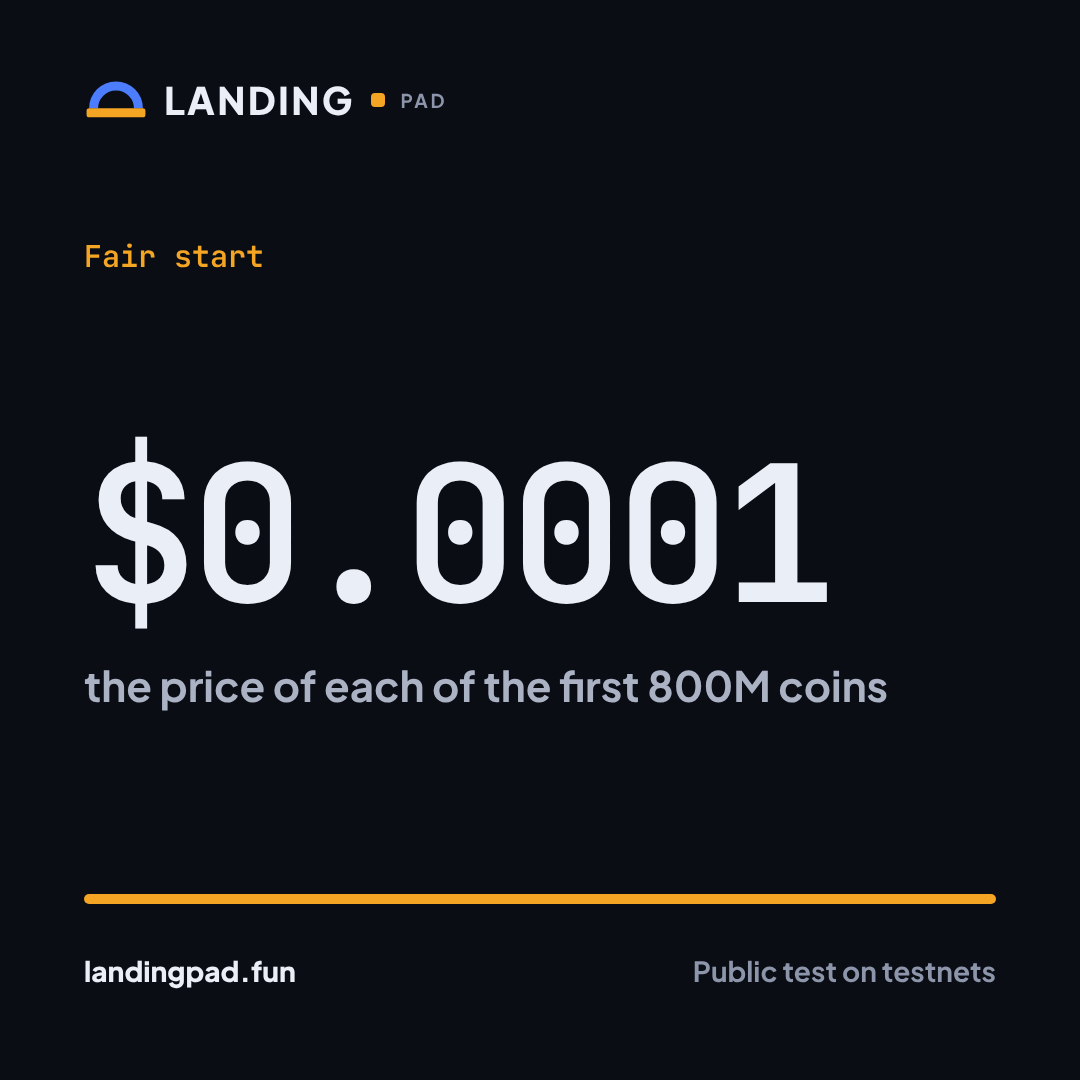 LANDING PAD
Fair start
$0.0001
the price of each of the first 800M coins
landingpad.fun
Public test on testnets